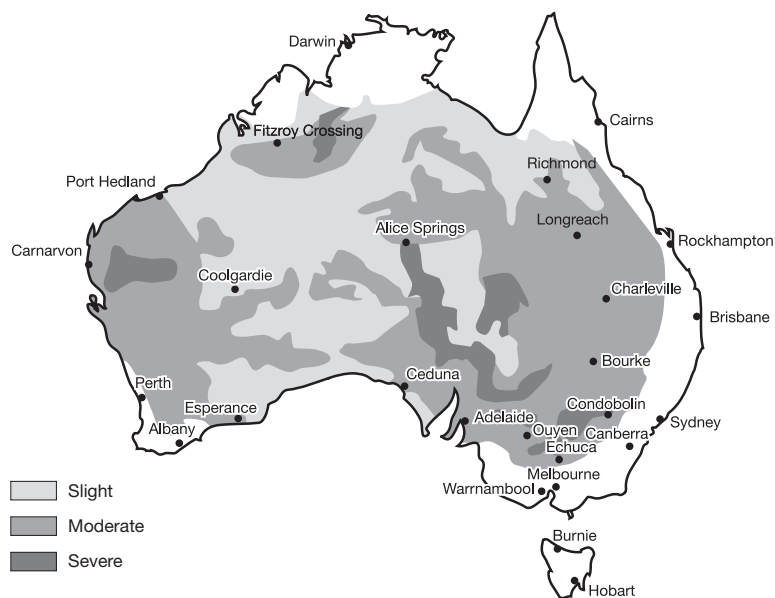 Darwin
Cairns
Fitzroy Crossing
Richmond
Port Hedland
Longreach
Alice Springs
Rockhampton
Carnarvon
Coolgardie
Charleville
Brisbane
Bourke
Ceduna
Perth
Condobolin
Esperance
Adelaide
Sydney
Albany
Ouyen
Canberra
Echuca
Melbourne
Warrnambool
Slight
Moderate
Severe
Burnie
Hobart